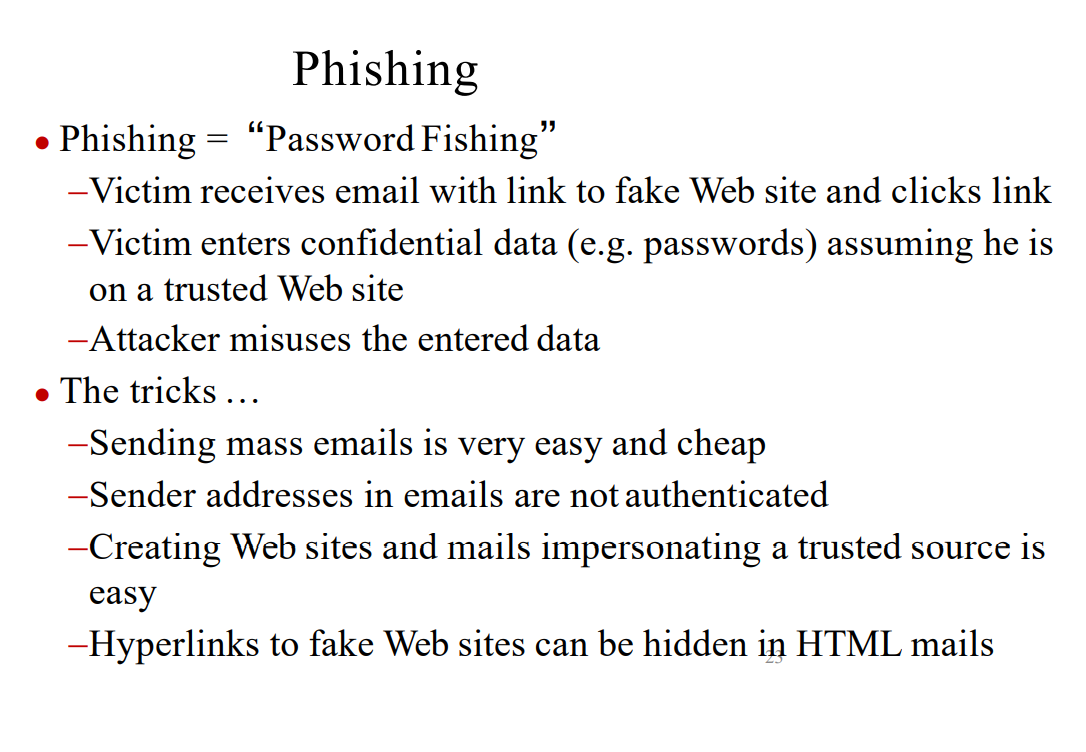 Phishing
• Phishing = “Password Fishing”
–Victim receives email with link to fake Web site and clicks link
–Victim enters confidential data (e.g. passwords) assuming he is
on a trusted Web site
–Attacker misuses the entered data
• The tricks …
–Sending mass emails is very easy and cheap
–Sender addresses in emails are not authenticated
–Creating Web sites and mails impersonating a trusted source is
easy
–Hyperlinks to fake Web sites can be hidden in HTML mails
23